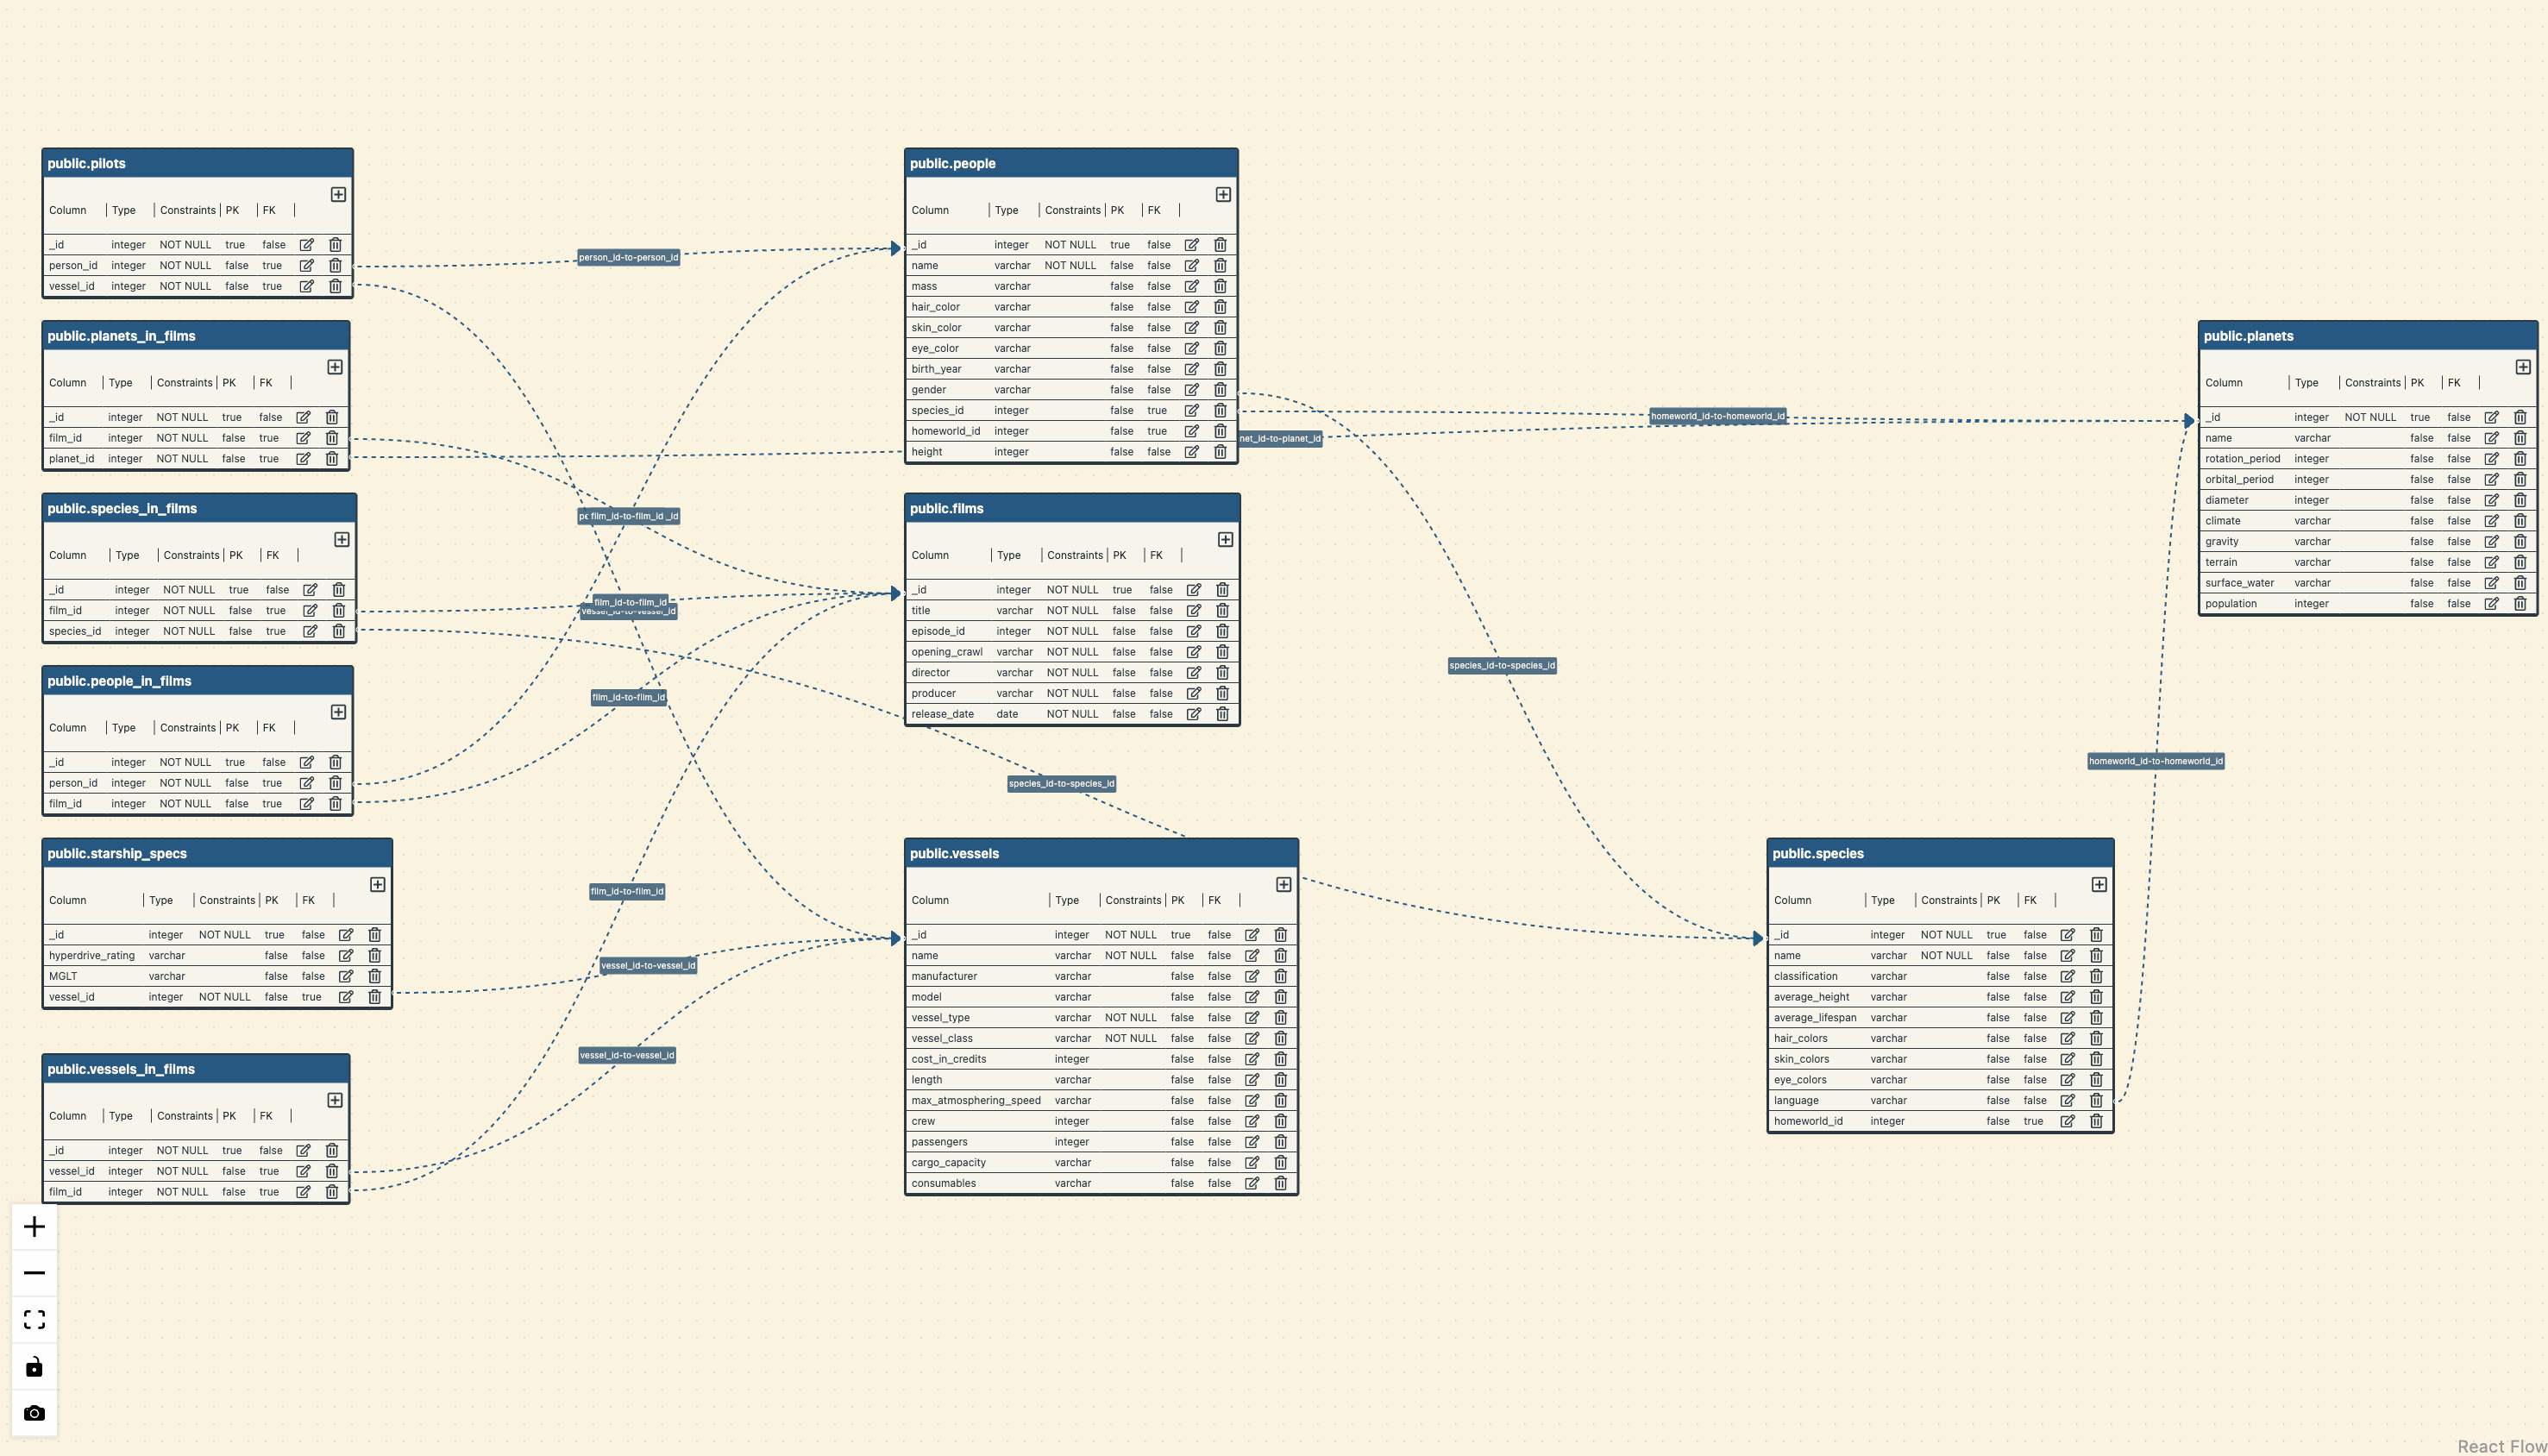 public.pilots
Column Type Constraints PK FK
_id integer NOT NULL true false
person_id integer NOT NULL false true
vessel_id integer NOT NULL false true
public.planets_in_films
Column Type Constraints PK FK
_id integer NOT NULL true false
film_id integer NOT NULL false true
planet_id integer NOT NULL false true
public.species_in_films
Column Type Constraints PK FK
_id integer NOT NULL true false
film_id integer NOT NULL false true
species_id integer NOT NULL false true
public.people_in_films
Column Type Constraints PK FK
_id integer NOT NULL true false
person_id integer NOT NULL false true
film_id integer NOT NULL false true
public.starship_specs
Column Type Constraints PK FK
_id integer NOT NULL true false
hyperdrive_rating varchar false false
MGLT varchar false false
vessel_id integer NOT NULL false true
public.vessels_in_films
Column Type Constraints PK FK
_id integer NOT NULL true false
vessel_id integer NOT NULL false true
film_id integer NOT NULL false true
person_id-to-person_id
film_id-to-film_id
_id
film_id-to-film_id
vessel_id-to-vessel_id
film_id-to-film_id
film_id-to-film_id
vessel_id-to-vessel_id
vessel_id-to-vessel_id
public.people
Column Type Constraints PK FK
_id integer NOT NULL true false
name varchar NOT NULL false false
mass varchar false false
hair_color varchar false false
skin_color varchar false false
eye_color varchar false false
birth_year varchar false false
gender varchar false false
species_id integer false true
homeworld_id integer false true
height integer false false
public.films
Column Type Constraints PK FK
_id integer NOT NULL true false
title varchar NOT NULL false false
episode_id integer NOT NULL false false
opening_crawl varchar NOT NULL false false
director varchar NOT NULL false false
producer varchar NOT NULL false false
release_date date NOT NULL false false
species_id-to-species_id
public.vessels
Column Type Constraints PK FK
_id integer NOT NULL true false
name varchar NOT NULL false false
manufacturer varchar false false
model varchar false false
vessel_type varchar NOT NULL false false
vessel_class varchar NOT NULL false false
cost_in_credits integer false false
length varchar false false
max_atmosphering_speed varchar false false
crew integer false false
passengers integer false false
cargo_capacity varchar false false
consumables varchar false false
homeworld_id-to-homeworld_id
net_id-to-planet_id
species_id-to-species_id
public.species
Column Type Constraints PK FK
_id integer NOT NULL true false
name varchar NOT NULL false false
classification varchar false false
average_height varchar false false
average_lifespan varchar false false
hair_colors varchar false false
skin_colors varchar false false
eye_colors varchar false false
language varchar false false
homeworld_id integer false true
homeworld_id-to-homeworld_id
public.planets
Column Type Constraints PK FK
_id integer NOT NULL true false
name varchar false false
rotation_period integer false false
orbital_period integer false false
diameter integer false false
climate varchar false false
gravity varchar false false
terrain varchar false false
surface_water varchar false false
population integer false false
React Flow